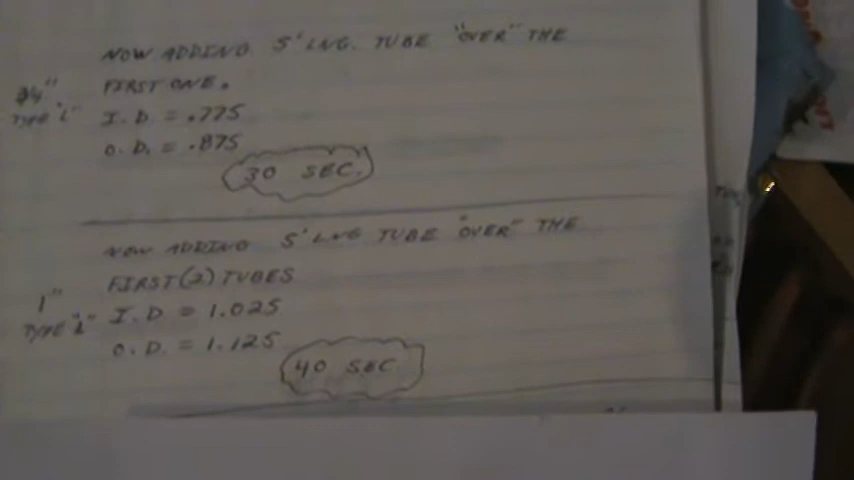 NOW ADDING 5' LNG. TUBE "OVER" THE
FIRST ONE.
3/4"
TYPE "L"
I.D. = .775
O.D. = .875
30 SEC.
NOW ADDING 5' LNG TUBE "OVER" THE
FIRST (2) TUBES
1"
TYPE "L"
I.D = 1.025
O.D. = 1.125
40 SEC.